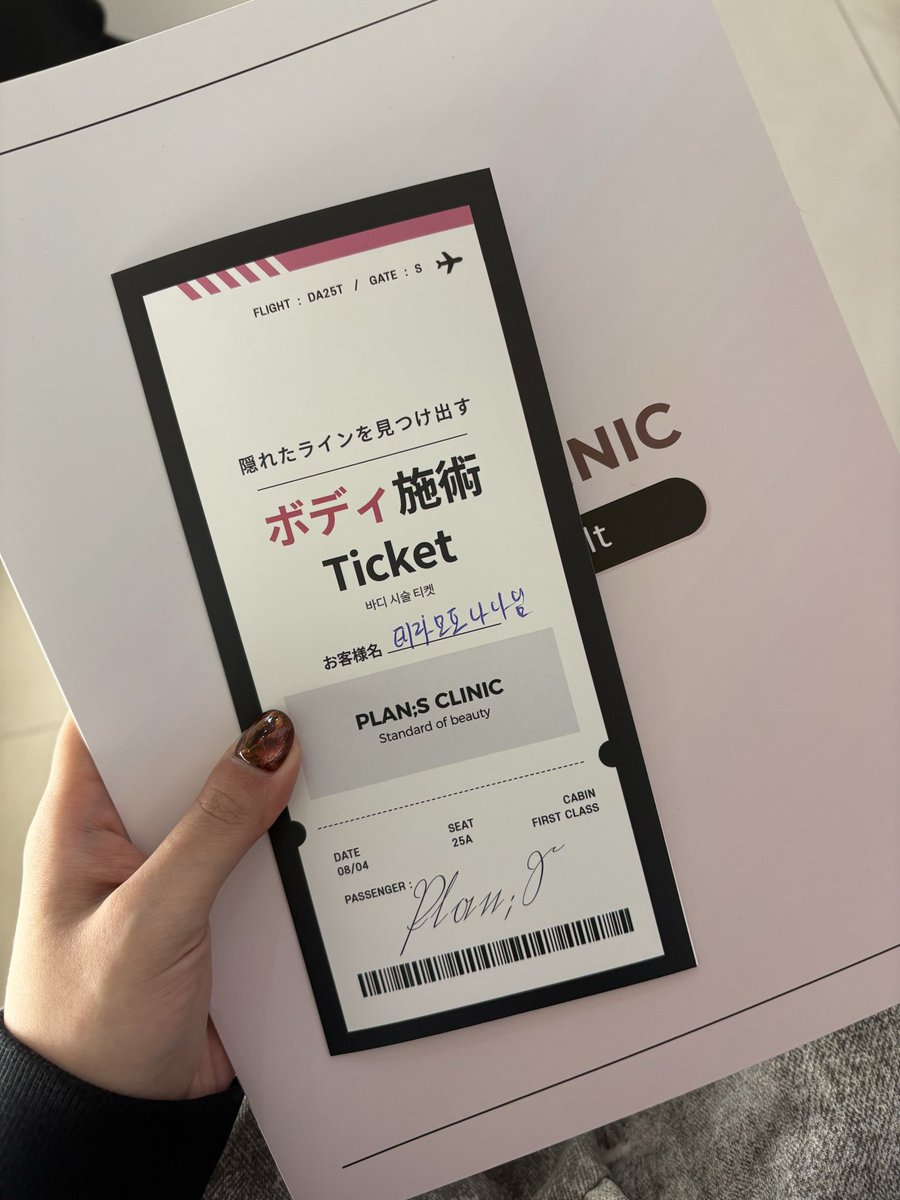 FLIGHT : DA25T / GATE : S
隠れたラインを見つけ出す
ボディ施術
Ticket
바디 시술 티켓
お客様名 테라모토 나나님
PLAN;S CLINIC
Standard of beauty
DATE
08/04
SEAT
25A
CABIN
FIRST CLASS
PASSENGER : Plan;
NIC
lt